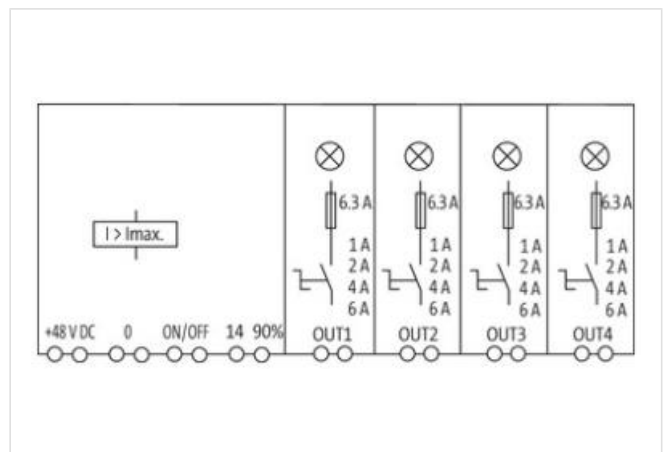 I > Imax.
+48 V DC 0 ON/OFF 14 90%
6.3 A
1 A
2 A
4 A
6 A
OUT1
6.3 A
1 A
2 A
4 A
6 A
OUT2
6.3 A
1 A
2 A
4 A
6 A
OUT3
6.3 A
1 A
2 A
4 A
6 A
OUT4